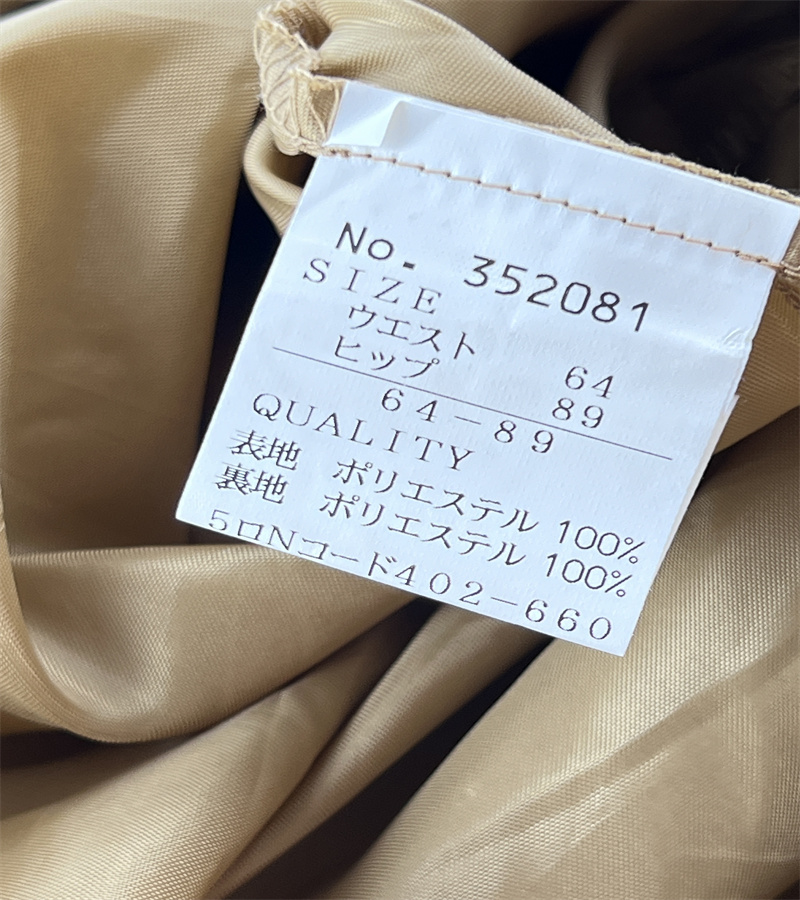 No. 352081
SIZE
ウエスト 64
ヒップ 89
64-89
QUALITY
表地 ポリエステル 100%
裏地 ポリエステル 100%
5ロNコード402-660